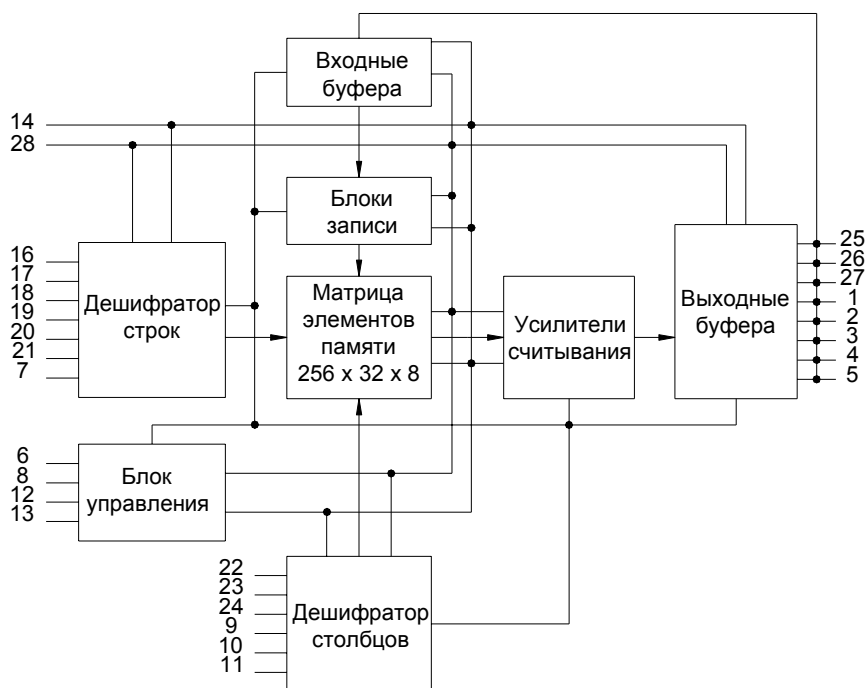 Входные
буфера
14
28
Блоки
записи
16
17
18
19
20
21
7
Дешифратор
строк
Матрица
элементов
памяти
256 x 32 x 8
Усилители
считывания
Выходные
буфера
25
26
27
1
2
3
4
5
6
8
12
13
Блок
управления
22
23
24
9
10
11
Дешифратор
столбцов